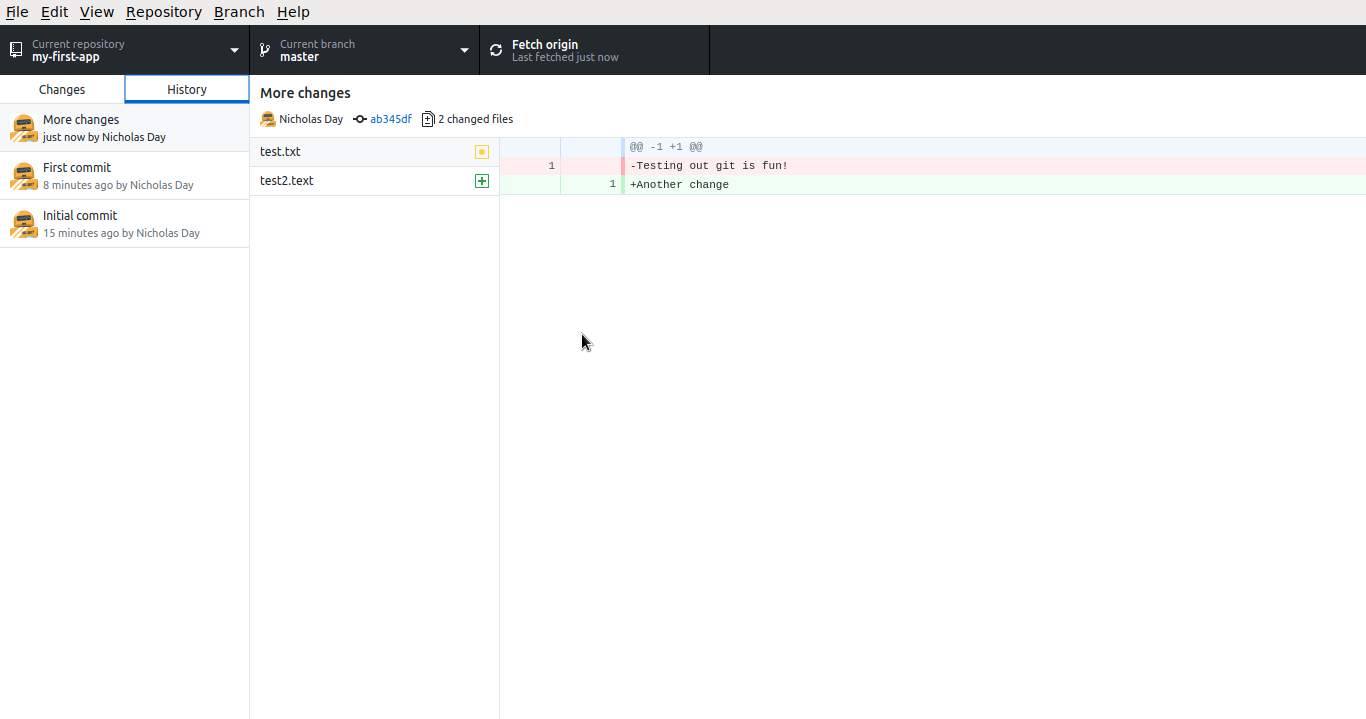 File Edit View Repository Branch Help
Current repository
my-first-app
Current branch
master
Fetch origin
Last fetched just now
Changes
History
More changes
just now by Nicholas Day
First commit
8 minutes ago by Nicholas Day
Initial commit
15 minutes ago by Nicholas Day
More changes
Nicholas Day ab345df 2 changed files
test.txt
test2.text
@@ -1 +1 @@
1 -Testing out git is fun!
1 +Another change